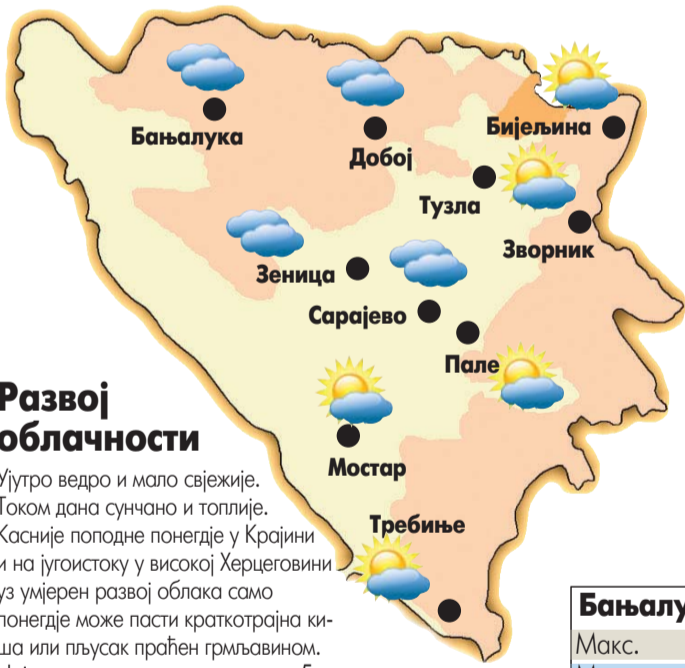 Бањалука
Добој
Бијељина
Тузла
Зворник
Зеница
Сарајево
Пале
Мостар
Требиње
Развој
облачности
Ујутро ведро и мало свјежије.
Током дана сунчано и топлије.
Касније поподне понегдје у Крајини
и на југоистоку у високој Херцеговини
уз умјерен развој облака само
понегдје може пасти краткотрајна ки-
ша или пљусак праћен грмљавином.
Бањалу
Макс.